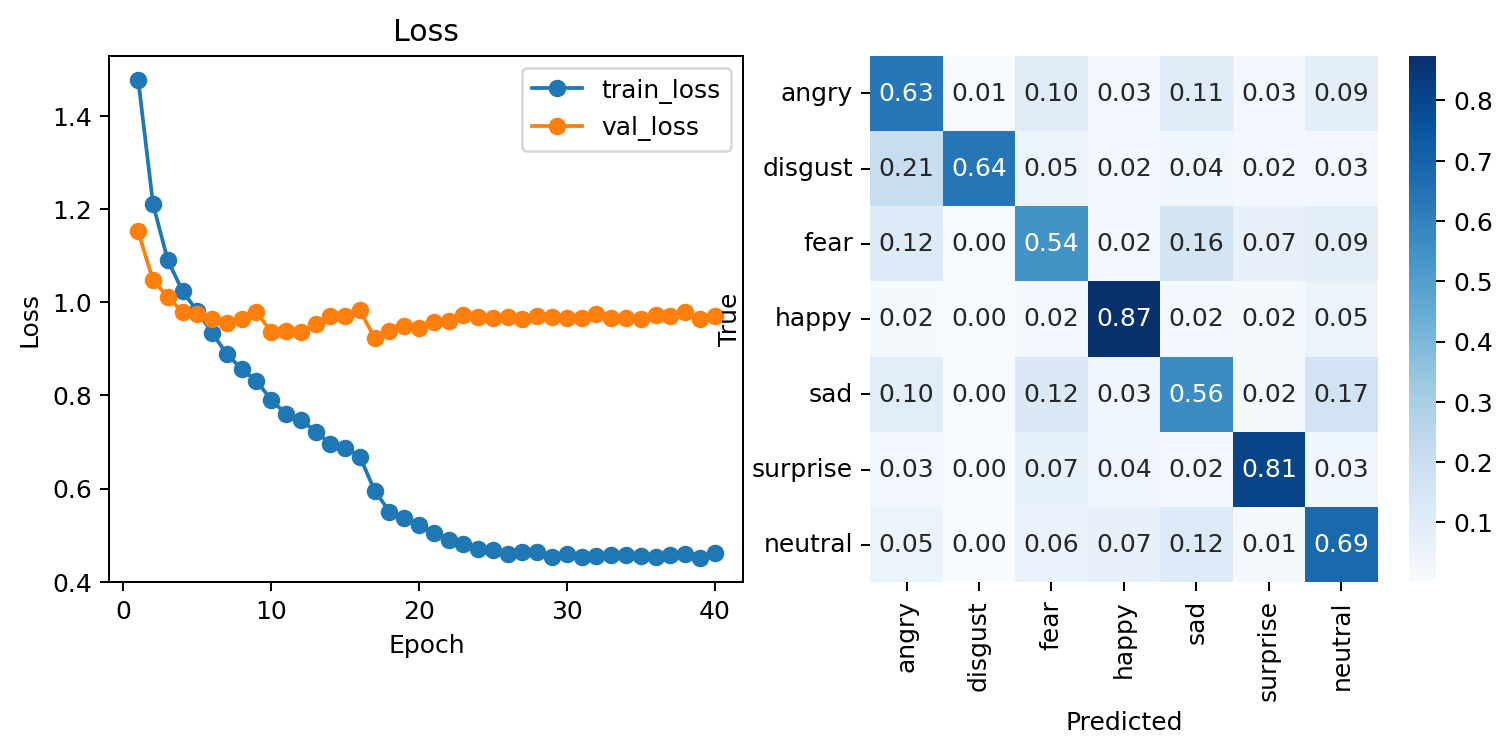 Loss
train_loss
val_loss
1.4
1.2
1.0
0.8
0.6
0.4
Loss
0 10 20 30 40
Epoch
True
angry 0.63 0.01 0.10 0.03 0.11 0.03 0.09
disgust 0.21 0.64 0.05 0.02 0.04 0.02 0.03
fear 0.12 0.00 0.54 0.02 0.16 0.07 0.09
happy 0.02 0.00 0.02 0.87 0.02 0.02 0.05
sad 0.10 0.00 0.12 0.03 0.56 0.02 0.17
surprise 0.03 0.00 0.07 0.04 0.02 0.81 0.03
neutral 0.05 0.00 0.06 0.07 0.12 0.01 0.69
angry disgust fear happy sad surprise neutral
Predicted
0.8
0.7
0.6
0.5
0.4
0.3
0.2
0.1